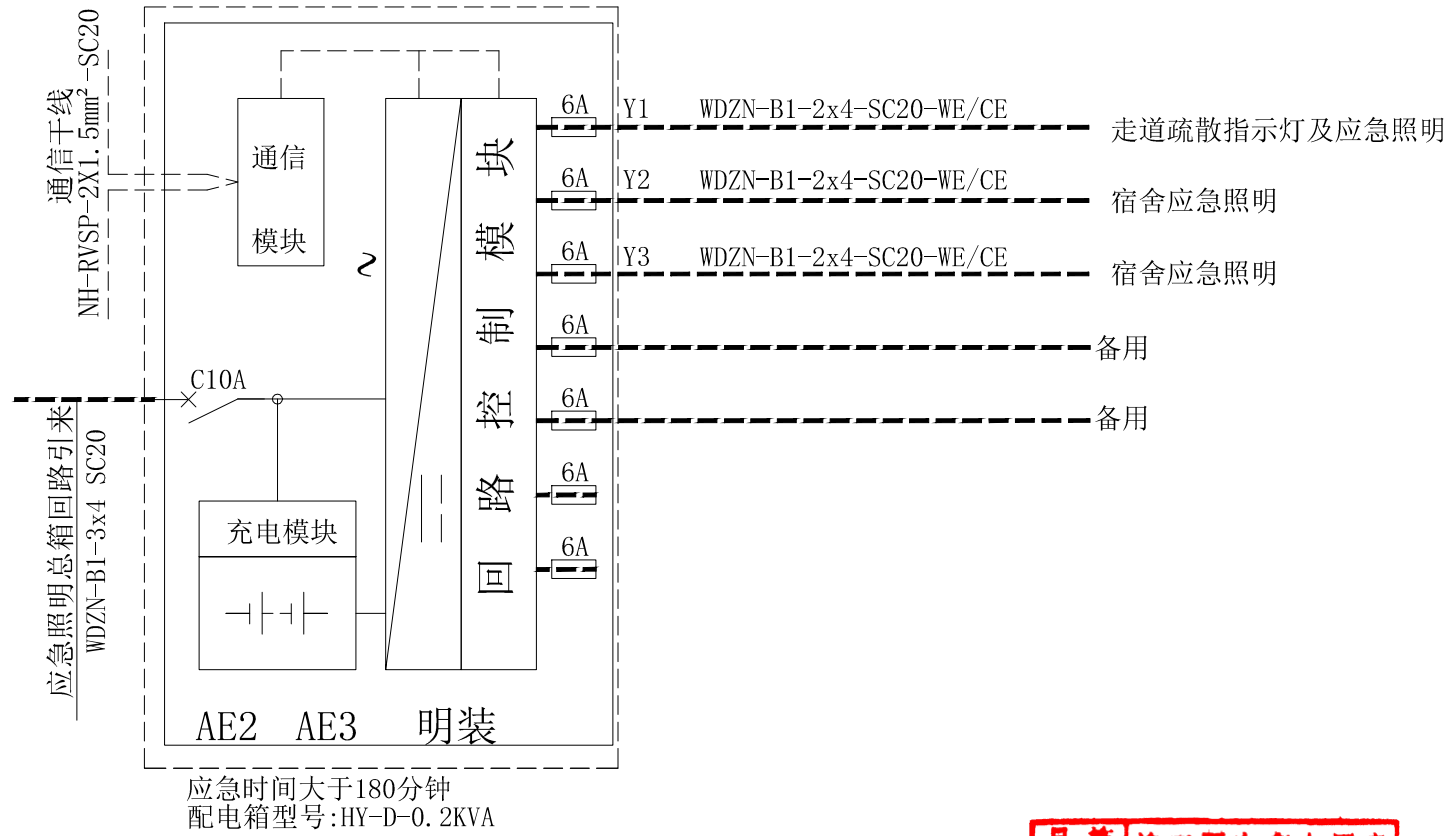 通信干线
NH-RVSP-2X1.5mm²-SC20
通信
模块
回路控制模块
~
6A Y1 WDZN-B1-2x4-SC20-WE/CE 走道疏散指示灯及应急照明
6A Y2 WDZN-B1-2x4-SC20-WE/CE 宿舍应急照明
6A Y3 WDZN-B1-2x4-SC20-WE/CE 宿舍应急照明
6A 备用
6A 备用
6A
6A
C10A
应急照明总箱回路引来
WDZN-B1-3x4 SC20
充电模块
AE2 AE3 明装
应急时间大于180分钟
配电箱型号:HY-D-0.2KVA